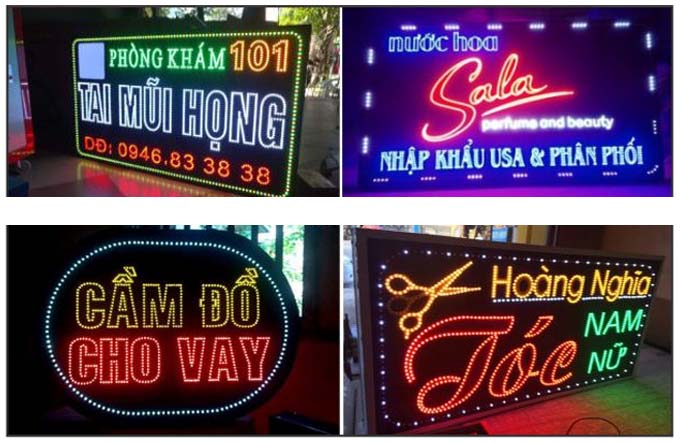 PHÒNG KHÁM 101
TAI MŨI HỌNG
DĐ: 0946.83 38 38
nước hoa
Sala
perfume and beauty
NHẬP KHẨU USA & PHÂN PHỐI
CẦM ĐỒ
CHO VAY
Hoàng Nghĩa
Tóc
NAM
NỮ